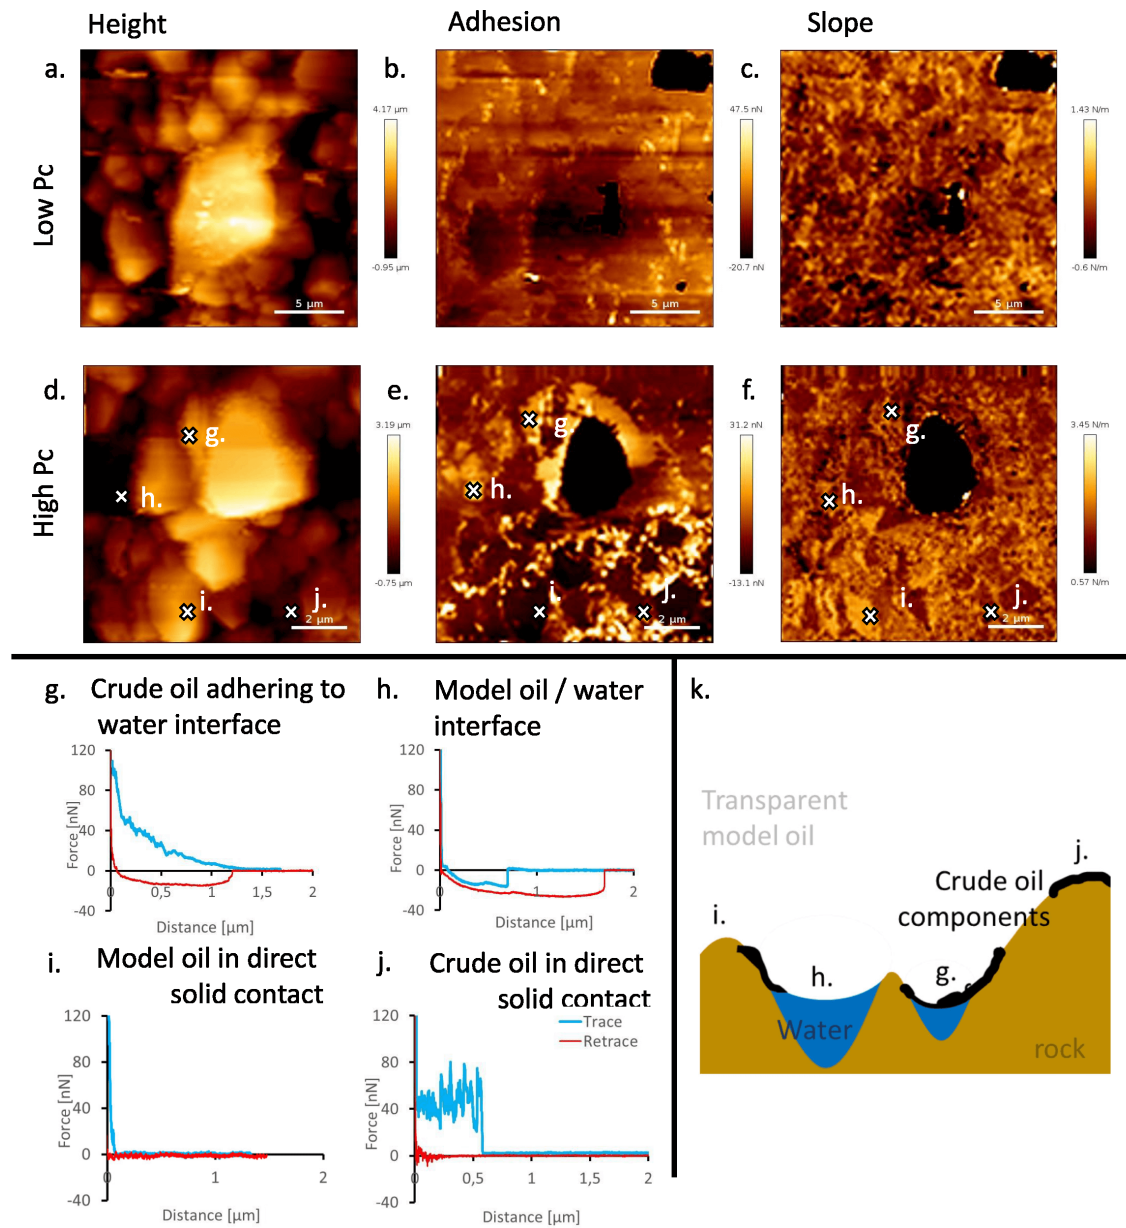 Height
Adhesion
Slope
a.
b.
c.
4.17 µm
47.5 nN
1.43 N/m
Low Pc
-0.95 µm
-20.7 nN
-0.6 N/m
5 µm
5 µm
5 µm
d.
e.
f.
3.19 µm
31.2 nN
3.45 N/m
High Pc
g.
g.
g.
h.
h.
h.
-0.75 µm
-13.1 nN
0.57 N/m
i.
j.
i.
j.
i.
j.
2 µm
2 µm
2 µm
g. Crude oil adhering to
water interface
120
80
40
0
-40
Force [nN]
0 0,5 1 1,5 2
Distance [µm]
h. Model oil / water
interface
120
80
40
0
-40
Force [nN]
0 1 2
Distance [µm]
i. Model oil in direct
solid contact
120
80
40
0
-40
Force [nN]
0 1 2
Distance [µm]
j. Crude oil in direct
solid contact
Trace
Retrace
120
80
40
0
-40
Force [nN]
0 0,5 1 2
Distance [µm]
k.
Transparent
model oil
j.
Crude oil
components
i.
h.
g.
Water
rock